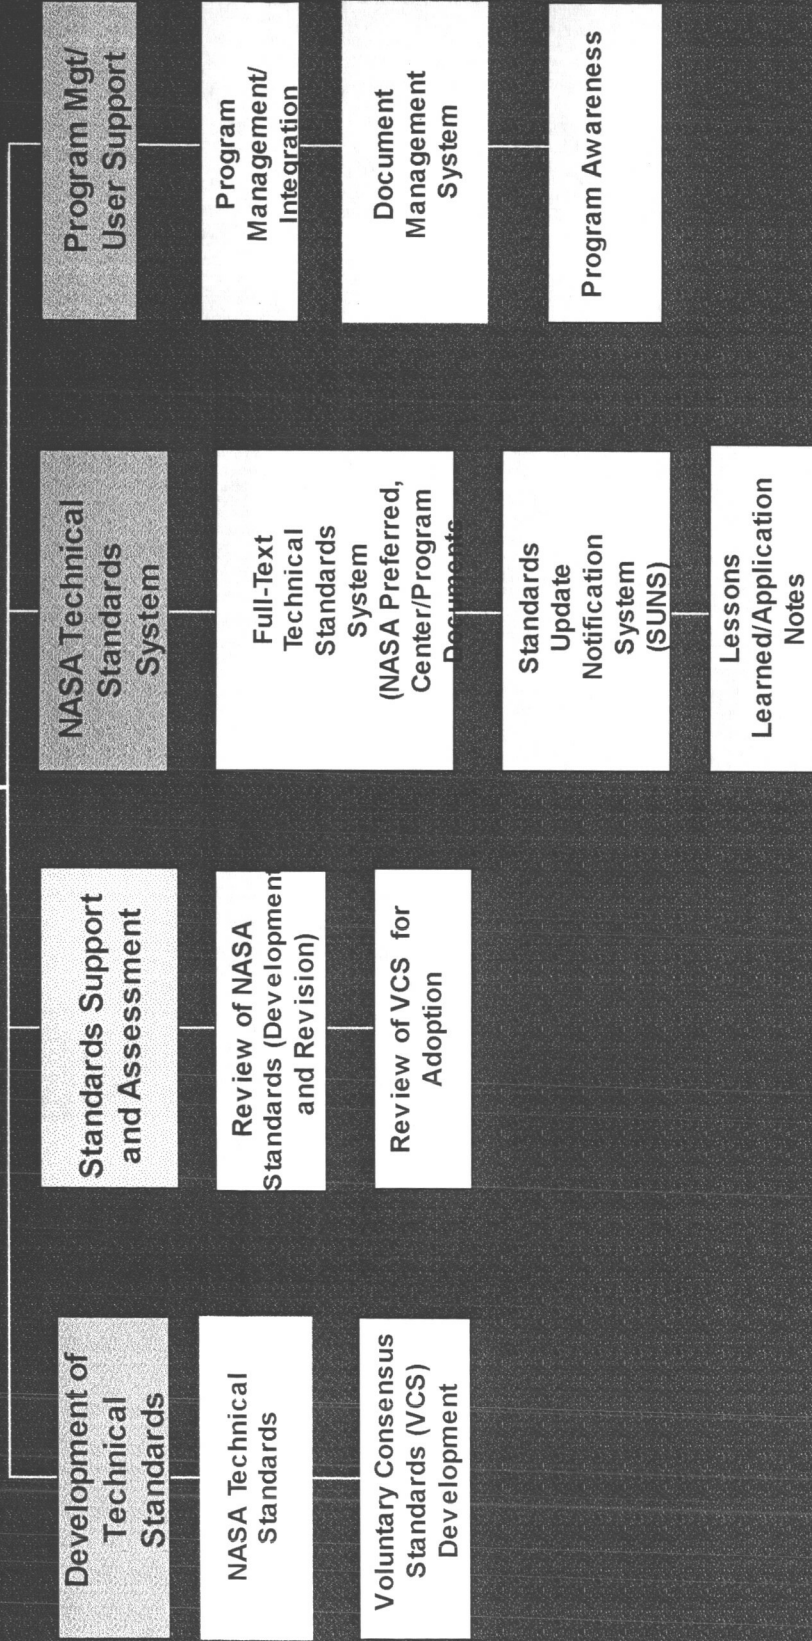 Development of
Technical
Standards
NASA Technical
Standards
Voluntary Consensus
Standards (VCS)
Development
Standards Support
and Assessment
Review of NASA
Standards (Development
and Revision)
Review of VCS for
Adoption
NASA Technical
Standards
System
Full-Text
Technical
Standards
System
(NASA Preferred,
Center/Program
Documents
Standards
Update
Notification
System
(SUNS)
Lessons
Learned/Application
Notes
Program Mgt/
User Support
Program
Management/
Integration
Document
Management
System
Program Awareness